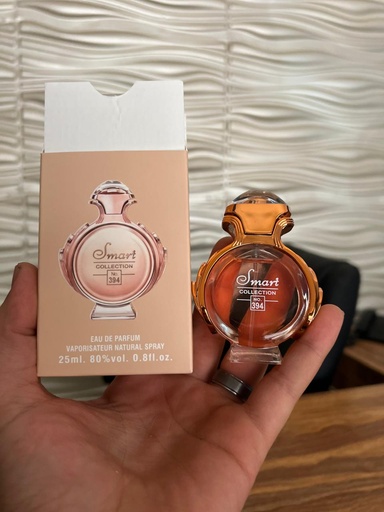 Smart
COLLECTION
No.
394
EAU DE PARFUM
VAPORISATEUR NATURAL SPRAY
25ml. 80%vol. 0.8fl.oz.
Smart
COLLECTION
NO.
394